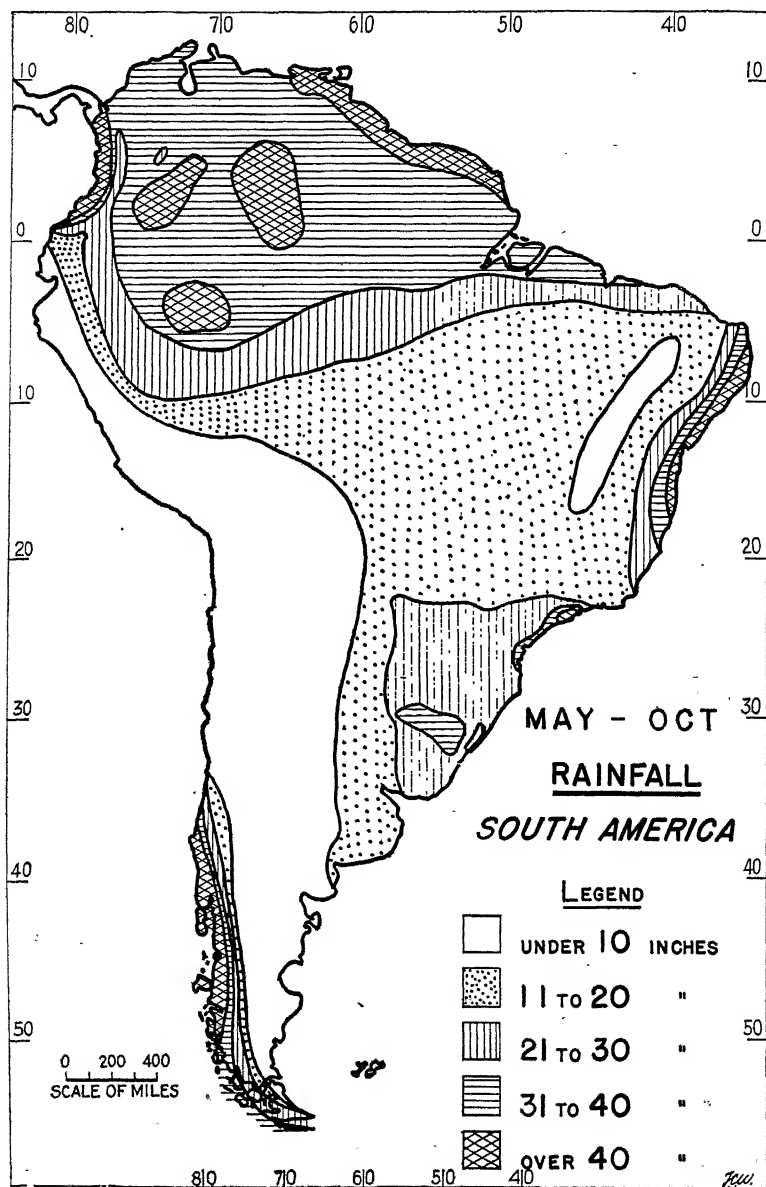 80 70 60 50 40
10 10
0 0
10 10
20 20
30 30
MAY - OCT
RAINFALL
SOUTH AMERICA
40 40
LEGEND
UNDER 10 INCHES
11 TO 20 "
50 50
21 TO 30 "
0 200 400
SCALE OF MILES
31 TO 40 "
OVER 40 "
80 70 60 50 40
JCW.